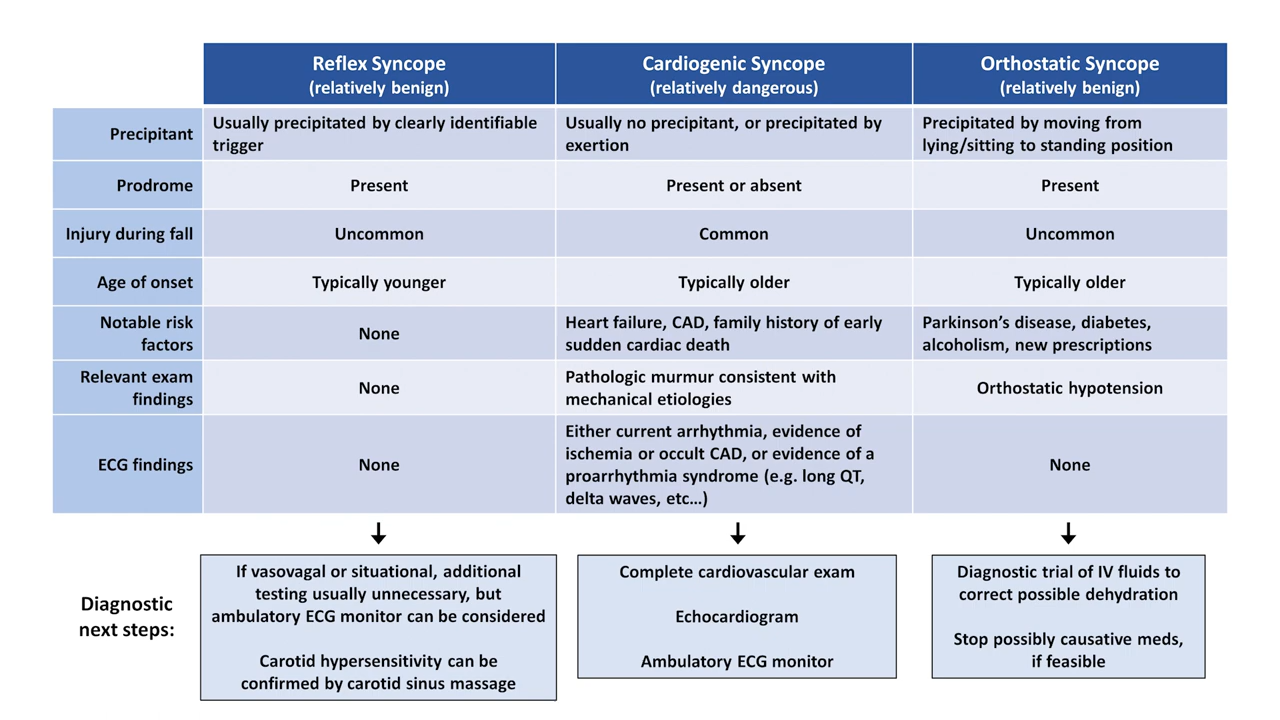 Reflex Syncope
(relatively benign)
Cardiogenic Syncope
(relatively dangerous)
Orthostatic Syncope
(relatively benign)
Precipitant
Usually precipitated by clearly identifiable
trigger
Usually no precipitant, or precipitated by
exertion
Precipitated by moving from
lying/sitting to standing position
Prodrome
Present
Present or absent
Present
Injury during fall
Uncommon
Common
Uncommon
Age of onset
Typically younger
Typically older
Typically older
Notable risk
factors
None
Heart failure, CAD, family history of early
sudden cardiac death
Parkinson’s disease, diabetes,
alcoholism, new prescriptions
Relevant exam
findings
None
Pathologic murmur consistent with
mechanical etiologies
Orthostatic hypotension
ECG findings
None
Either current arrhythmia, evidence of
ischemia or occult CAD, or evidence of a
proarrhythmia syndrome (e.g. long QT,
delta waves, etc…)
None
Diagnostic
next steps:
If vasovagal or situational, additional
testing usually unnecessary, but
ambulatory ECG monitor can be considered
Carotid hypersensitivity can be
confirmed by carotid sinus massage
Complete cardiovascular exam
Echocardiogram
Ambulatory ECG monitor
Diagnostic trial of IV fluids to
correct possible dehydration
Stop possibly causative meds,
if feasible